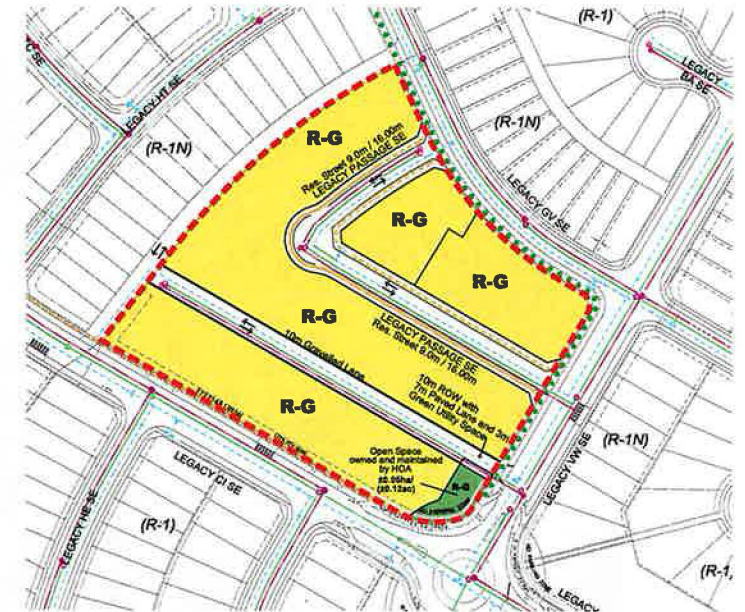 (R-1)
LEGACY
BA SE
C SE
LEGACY HT SE
(R-1N)
R-G
Res. Street 9.0m / 16.00m
LEGACY PASSAGE SE
(R-1N)
LEGACY GV SE
R-G
R-G
R-G
LEGACY PASSAGE SE
Res. Street 9.0m / 16.00m
10m Gravelled Lane
10m ROW with
7m Paved Lane and 3m
Green Utility Space
R-G
Open Space
owned and maintained
by HOA
±0.05ha/
(±0.12ac)
R-G
LEGACY VW SE
(R-1N)
LEGACY CI SE
LEGACY HE SE
(R-1)
(R-1,
LEGACY